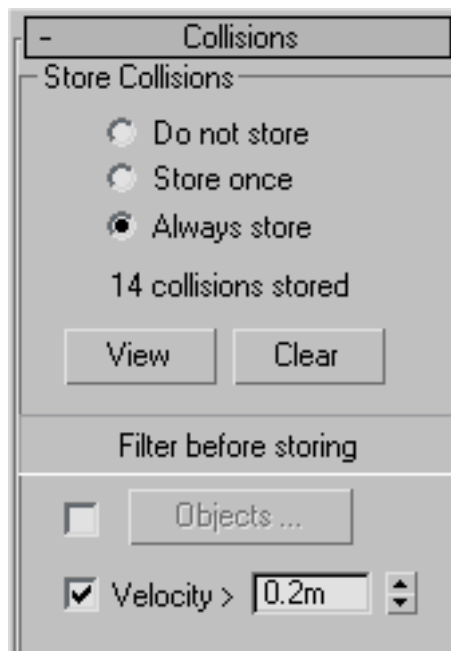 - Collisions
Store Collisions
Do not store
Store once
Always store
14 collisions stored
View Clear
Filter before storing
Objects ...
Velocity > 0.2m